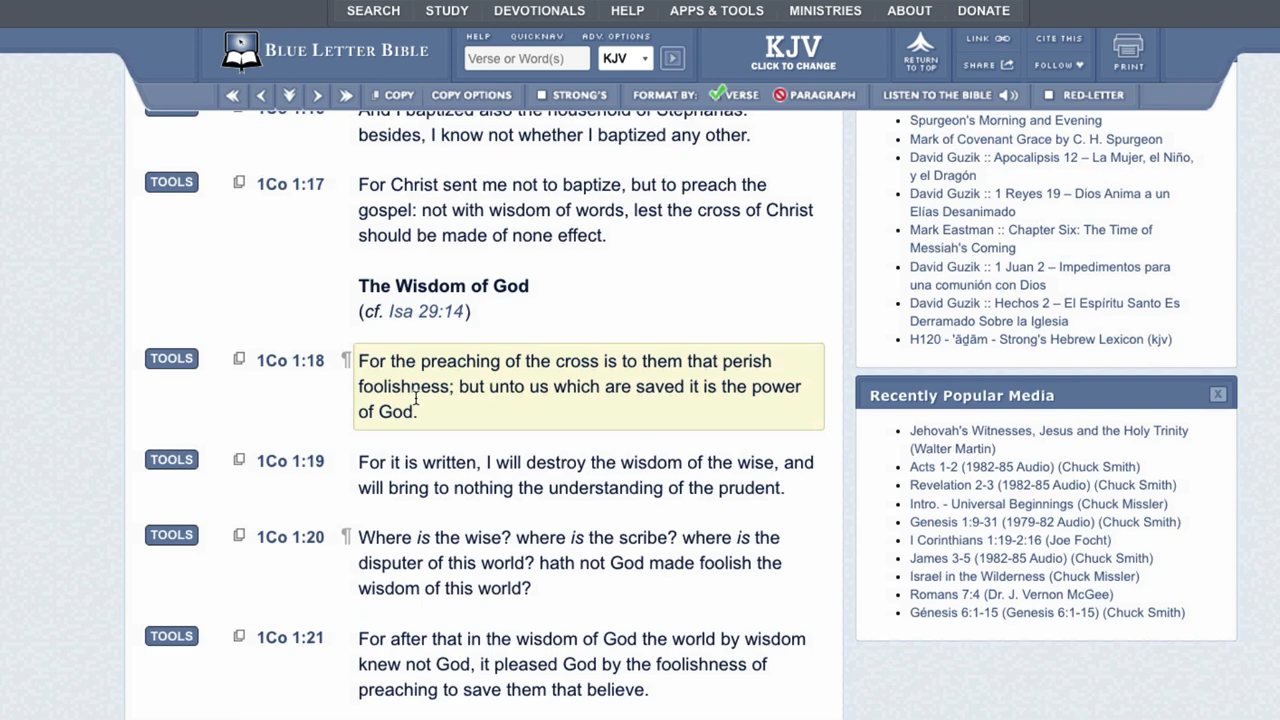 SEARCH STUDY DEVOTIONALS HELP APPS & TOOLS MINISTRIES ABOUT DONATE
BLUE LETTER BIBLE
HELP QUICKNAV ADV. OPTIONS
Verse or Word(s) KJV
KJV
CLICK TO CHANGE
RETURN
TO TOP
LINK CITE THIS
SHARE FOLLOW
PRINT
COPY COPY OPTIONS STRONG'S FORMAT BY: VERSE PARAGRAPH LISTEN TO THE BIBLE RED-LETTER
And I baptized also the household of Stephanas:
besides, I know not whether I baptized any other.
TOOLS 1Co 1:17 For Christ sent me not to baptize, but to preach the
gospel: not with wisdom of words, lest the cross of Christ
should be made of none effect.
The Wisdom of God
(cf. Isa 29:14)
TOOLS 1Co 1:18 ¶ For the preaching of the cross is to them that perish
foolishness; but unto us which are saved it is the power
of God.
TOOLS 1Co 1:19 For it is written, I will destroy the wisdom of the wise, and
will bring to nothing the understanding of the prudent.
TOOLS 1Co 1:20 ¶ Where is the wise? where is the scribe? where is the
disputer of this world? hath not God made foolish the
wisdom of this world?
TOOLS 1Co 1:21 For after that in the wisdom of God the world by wisdom
knew not God, it pleased God by the foolishness of
preaching to save them that believe.
Spurgeon's Morning and Evening
Mark of Covenant Grace by C. H. Spurgeon
David Guzik :: Apocalipsis 12 – La Mujer, el Niño,
y el Dragón
David Guzik :: 1 Reyes 19 – Dios Anima a un
Elías Desanimado
Mark Eastman :: Chapter Six: The Time of
Messiah's Coming
David Guzik :: 1 Juan 2 – Impedimentos para
una comunión con Dios
David Guzik :: Hechos 2 – El Espíritu Santo Es
Derramado Sobre la Iglesia
H120 - 'āḏām - Strong's Hebrew Lexicon (kjv)
Recently Popular Media X
Jehovah's Witnesses, Jesus and the Holy Trinity
(Walter Martin)
Acts 1-2 (1982-85 Audio) (Chuck Smith)
Revelation 2-3 (1982-85 Audio) (Chuck Smith)
Intro. - Universal Beginnings (Chuck Missler)
Genesis 1:9-31 (1979-82 Audio) (Chuck Smith)
I Corinthians 1:19-2:16 (Joe Focht)
James 3-5 (1982-85 Audio) (Chuck Smith)
Israel in the Wilderness (Chuck Missler)
Romans 7:4 (Dr. J. Vernon McGee)
Génesis 6:1-15 (Genesis 6:1-15) (Chuck Smith)